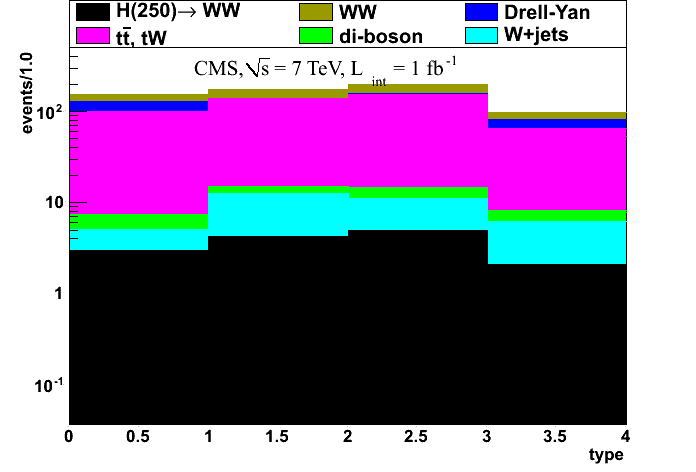 H(250)→ WW WW Drell-Yan
tt̄, tW di-boson W+jets
CMS, √s = 7 TeV, L_int = 1 fb⁻¹
events/1.0
10²
10
1
10⁻¹
0 0.5 1 1.5 2 2.5 3 3.5 4
type